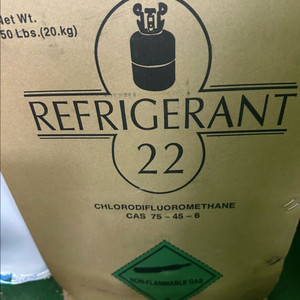 Net Wt.
50 Lbs.(20.kg)
REFRIGERANT
22
CHLORODIFLUOROMETHANE
CAS 75-45-6
NON-FLAMMABLE GAS